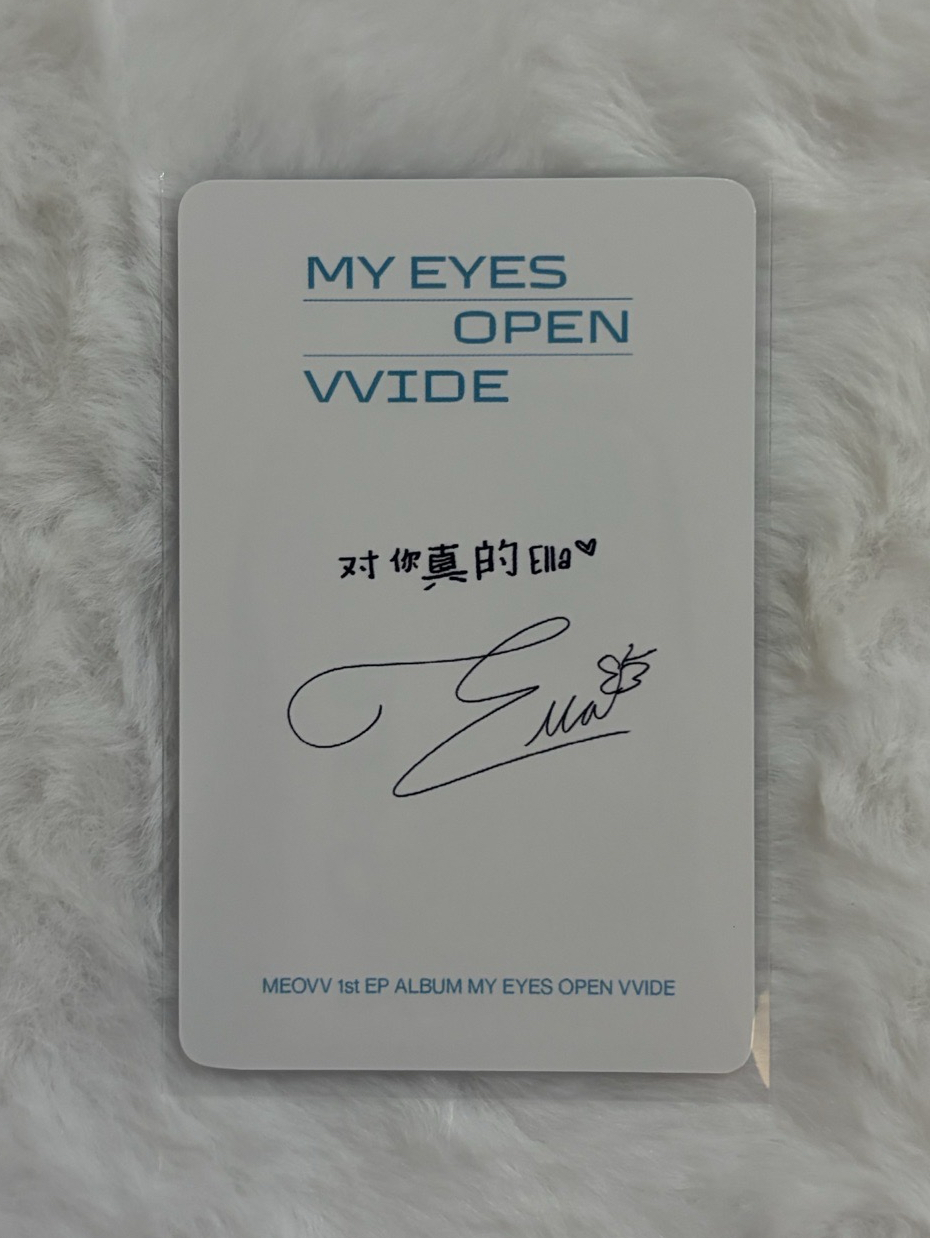 MY EYES
OPEN
VVIDE
对你真的Ella♡
Ella
MEOVV 1st EP ALBUM MY EYES OPEN VVIDE